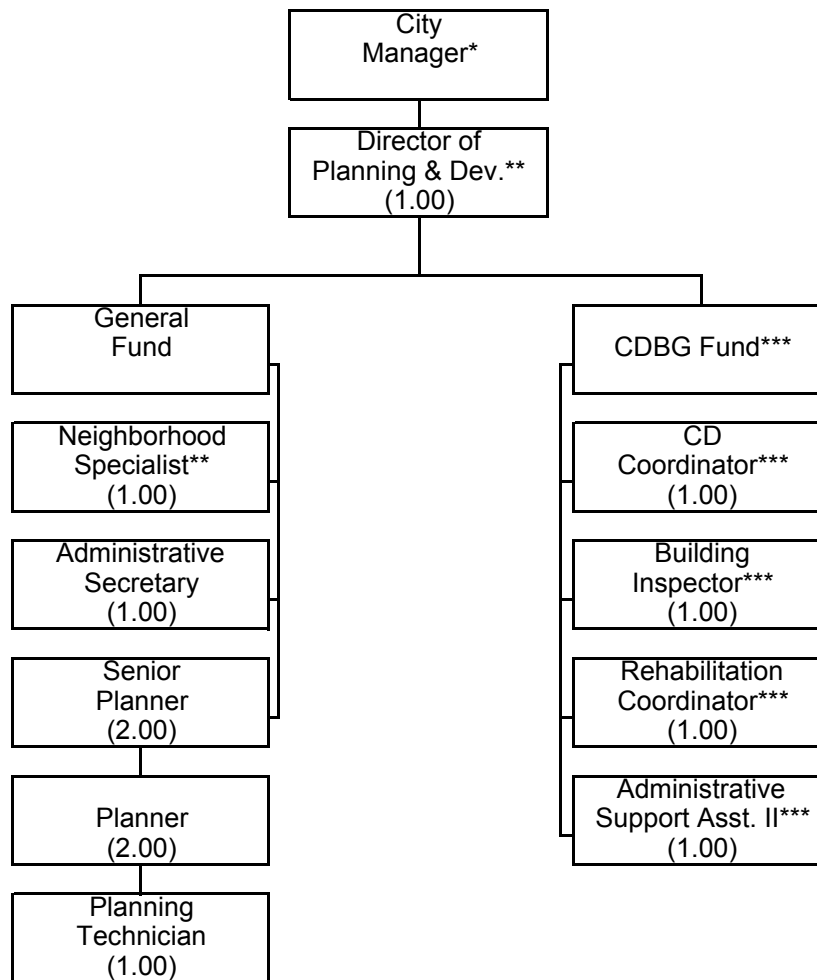 City
Manager*
Director of
Planning & Dev.**
(1.00)
General
Fund
Neighborhood
Specialist**
(1.00)
Administrative
Secretary
(1.00)
Senior
Planner
(2.00)
Planner
(2.00)
Planning
Technician
(1.00)
CDBG Fund***
CD
Coordinator***
(1.00)
Building
Inspector***
(1.00)
Rehabilitation
Coordinator***
(1.00)
Administrative
Support Asst. II***
(1.00)